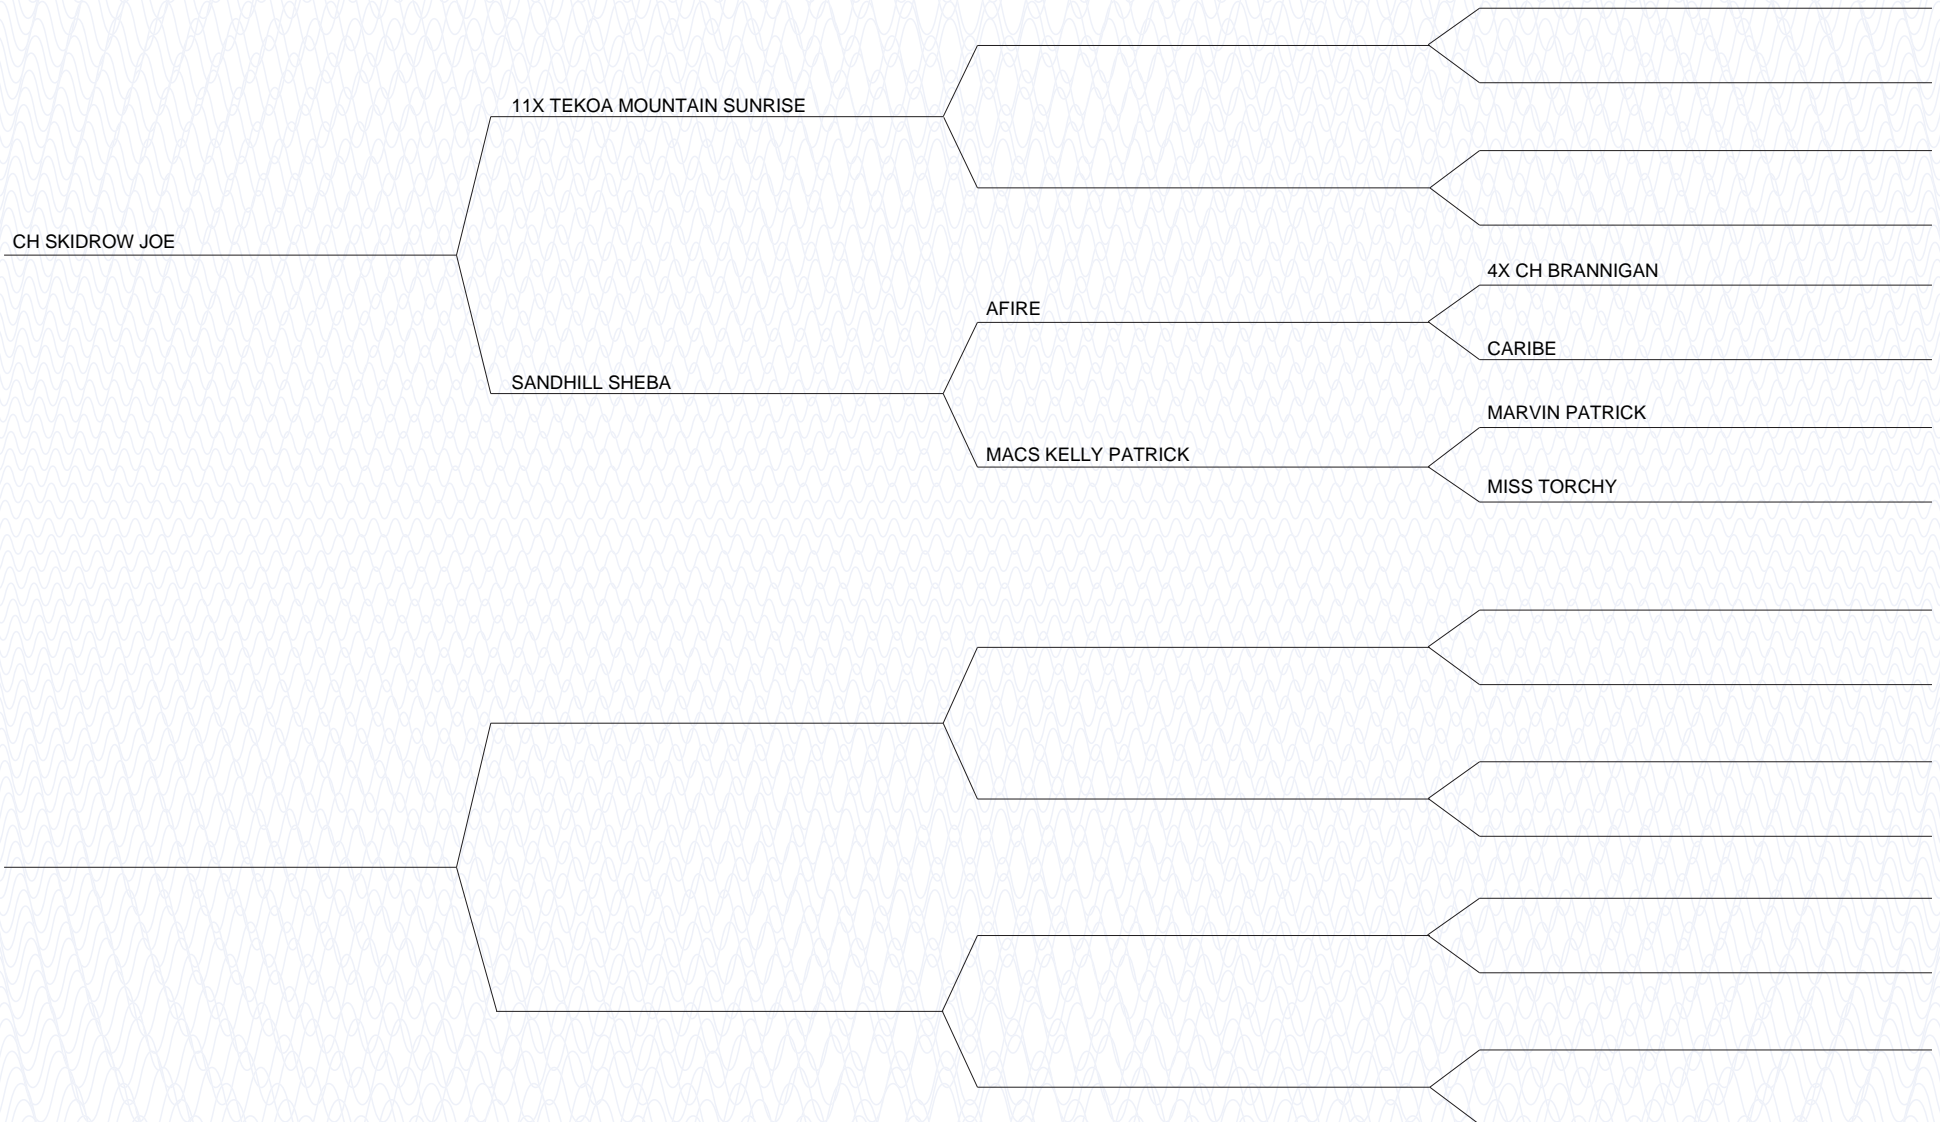 11X TEKOA MOUNTAIN SUNRISE
CH SKIDROW JOE
4X CH BRANNIGAN
AFIRE
CARIBE
SANDHILL SHEBA
MARVIN PATRICK
MACS KELLY PATRICK
MISS TORCHY